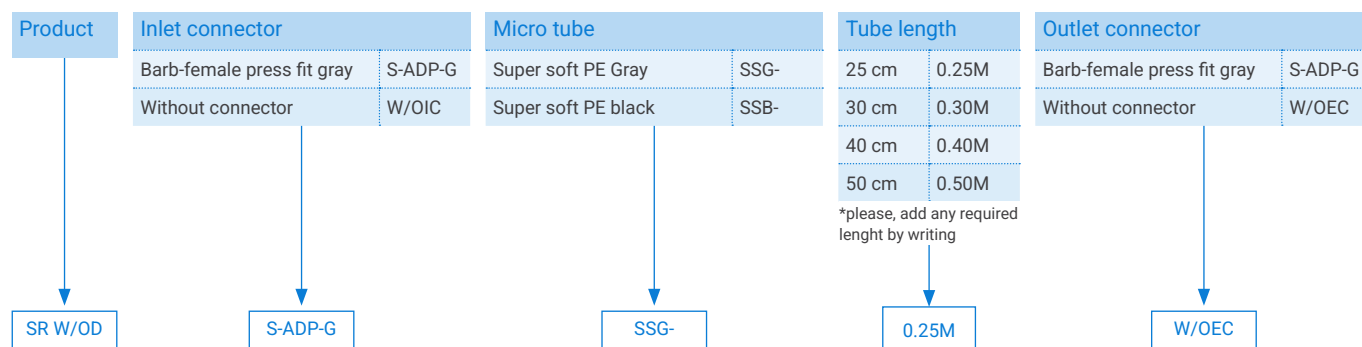 Product Inlet connector Micro tube Tube length Outlet connector
Barb-female press fit gray S-ADP-G Super soft PE Gray SSG- 25 cm 0.25M Barb-female press fit gray S-ADP-G
Without connector W/OIC Super soft PE black SSB- 30 cm 0.30M Without connector W/OEC
40 cm 0.40M
50 cm 0.50M
*please, add any required
lenght by writing
SR W/OD S-ADP-G SSG- 0.25M W/OEC